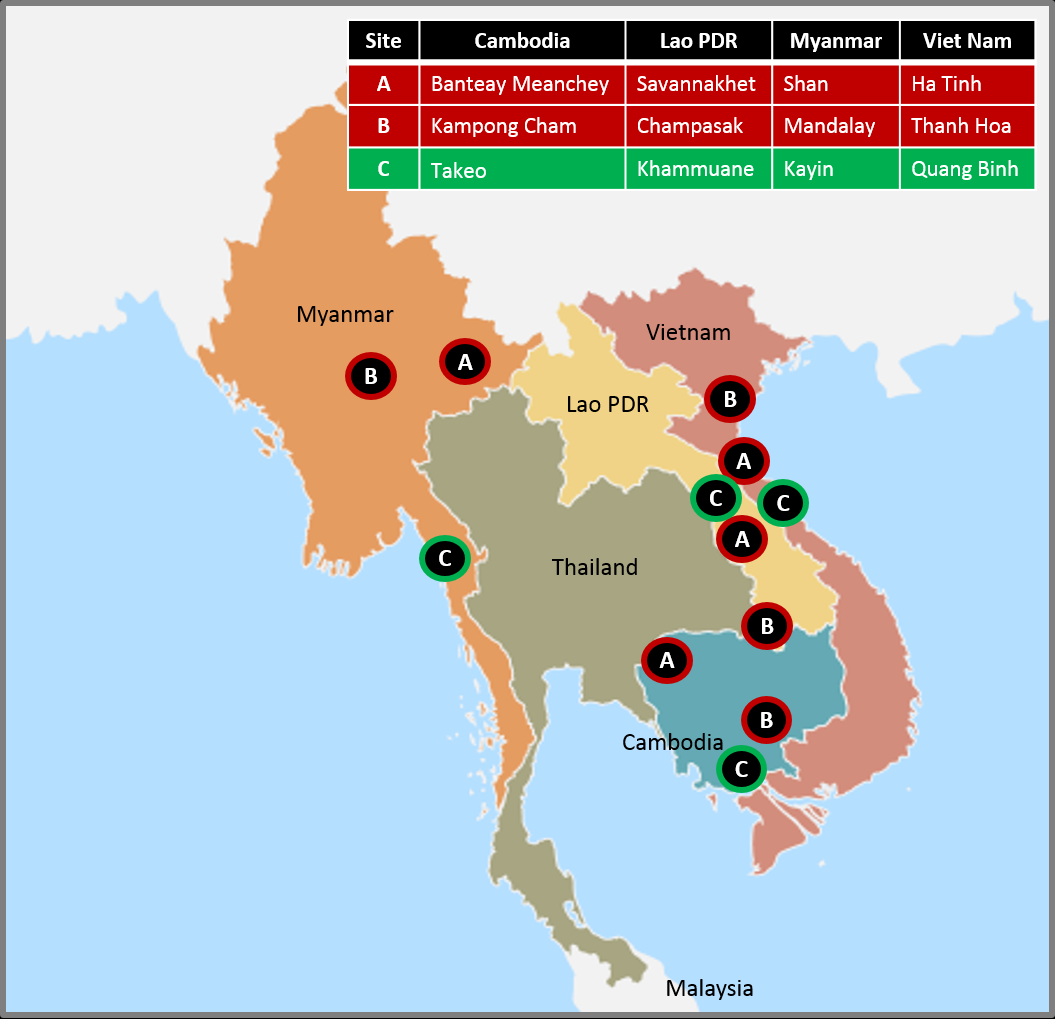 Site Cambodia Lao PDR Myanmar Viet Nam
A Banteay Meanchey Savannakhet Shan Ha Tinh
B Kampong Cham Champasak Mandalay Thanh Hoa
C Takeo Khammuane Kayin Quang Binh
Myanmar
Vietnam
A
B
Lao PDR
B
A
C
C
A
C
Thailand
B
A
B
Cambodia
C
Malaysia